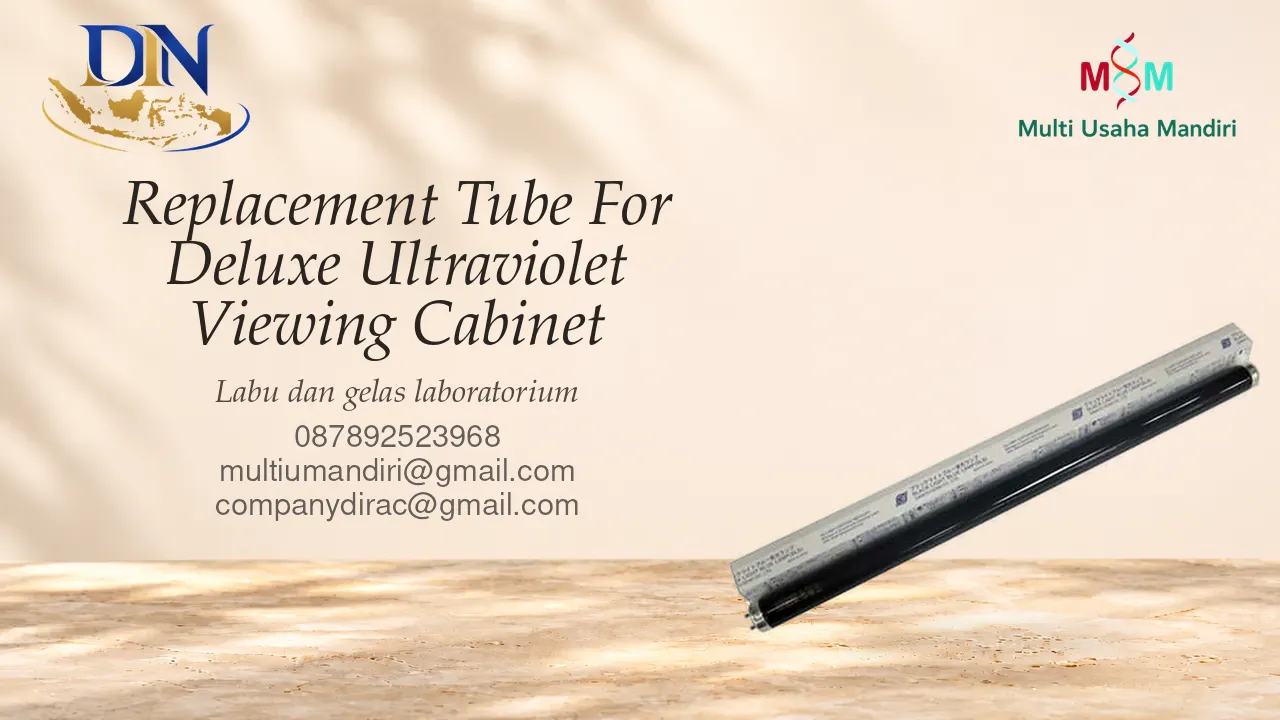 DN
M M
Multi Usaha Mandiri
Replacement Tube For
Deluxe Ultraviolet
Viewing Cabinet
Labu dan gelas laboratorium
087892523968
multiumandiri@gmail.com
companydirac@gmail.com